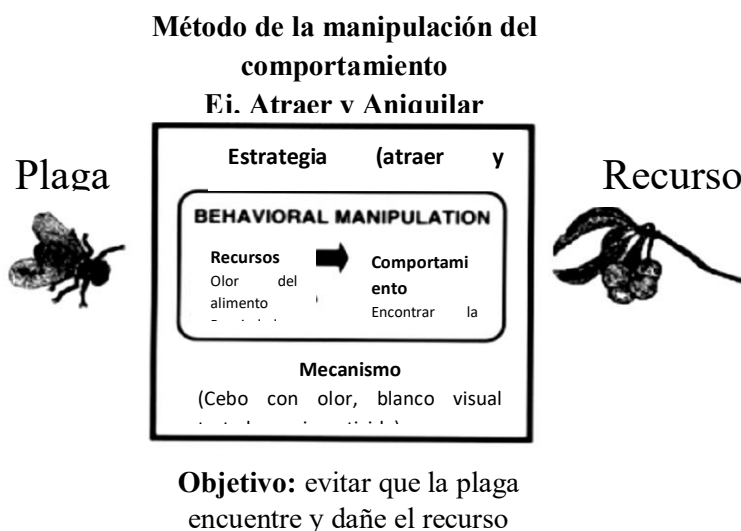 Método de la manipulación del
comportamiento
Ej. Atraer y Aniquilar
Plaga
Estrategia (atraer y
Recurso
BEHAVIORAL MANIPULATION
Recursos
Olor del
alimento
Comportami
ento
Encontrar la
Mecanismo
(Cebo con olor, blanco visual
Objetivo: evitar que la plaga
encuentre y dañe el recurso